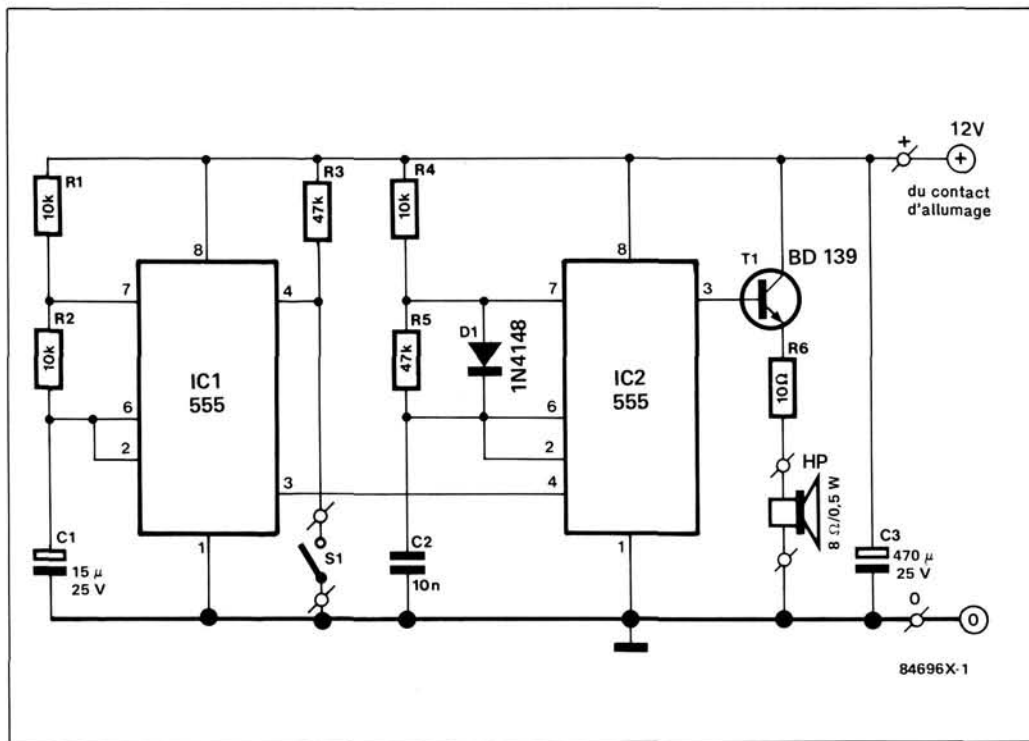 12V
+
+
du contact
d'allumage
R1
10k
R2
10k
C1
15 μ
25 V
8
7
4
IC1
555
6
2
3
1
R3
47k
S1
R4
10k
R5
47k
D1
1N4148
C2
10n
8
7
3
IC2
555
6
2
4
1
T1
BD 139
R6
10Ω
HP
8 Ω/0,5 W
C3
470 μ
25 V
0
0
84696X-1